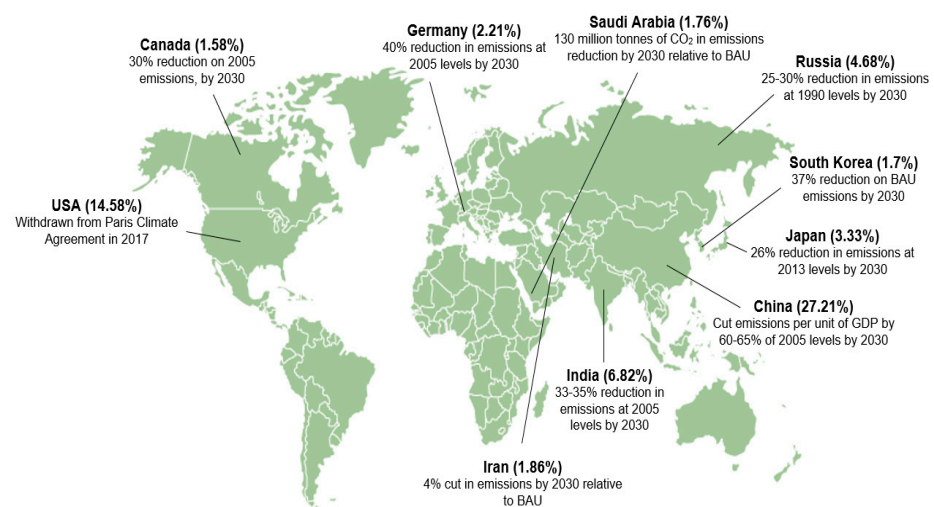 Saudi Arabia (1.76%)
130 million tonnes of CO₂ in emissions
reduction by 2030 relative to BAU
Germany (2.21%)
40% reduction in emissions at
2005 levels by 2030
Canada (1.58%)
30% reduction on 2005
emissions, by 2030
Russia (4.68%)
25-30% reduction in emissions
at 1990 levels by 2030
South Korea (1.7%)
37% reduction on BAU
emissions by 2030
USA (14.58%)
Withdrawn from Paris Climate
Agreement in 2017
Japan (3.33%)
26% reduction in emissions at
2013 levels by 2030
China (27.21%)
Cut emissions per unit of GDP by
60-65% of 2005 levels by 2030
India (6.82%)
33-35% reduction in
emissions at 2005
levels by 2030
Iran (1.86%)
4% cut in emissions by 2030 relative
to BAU